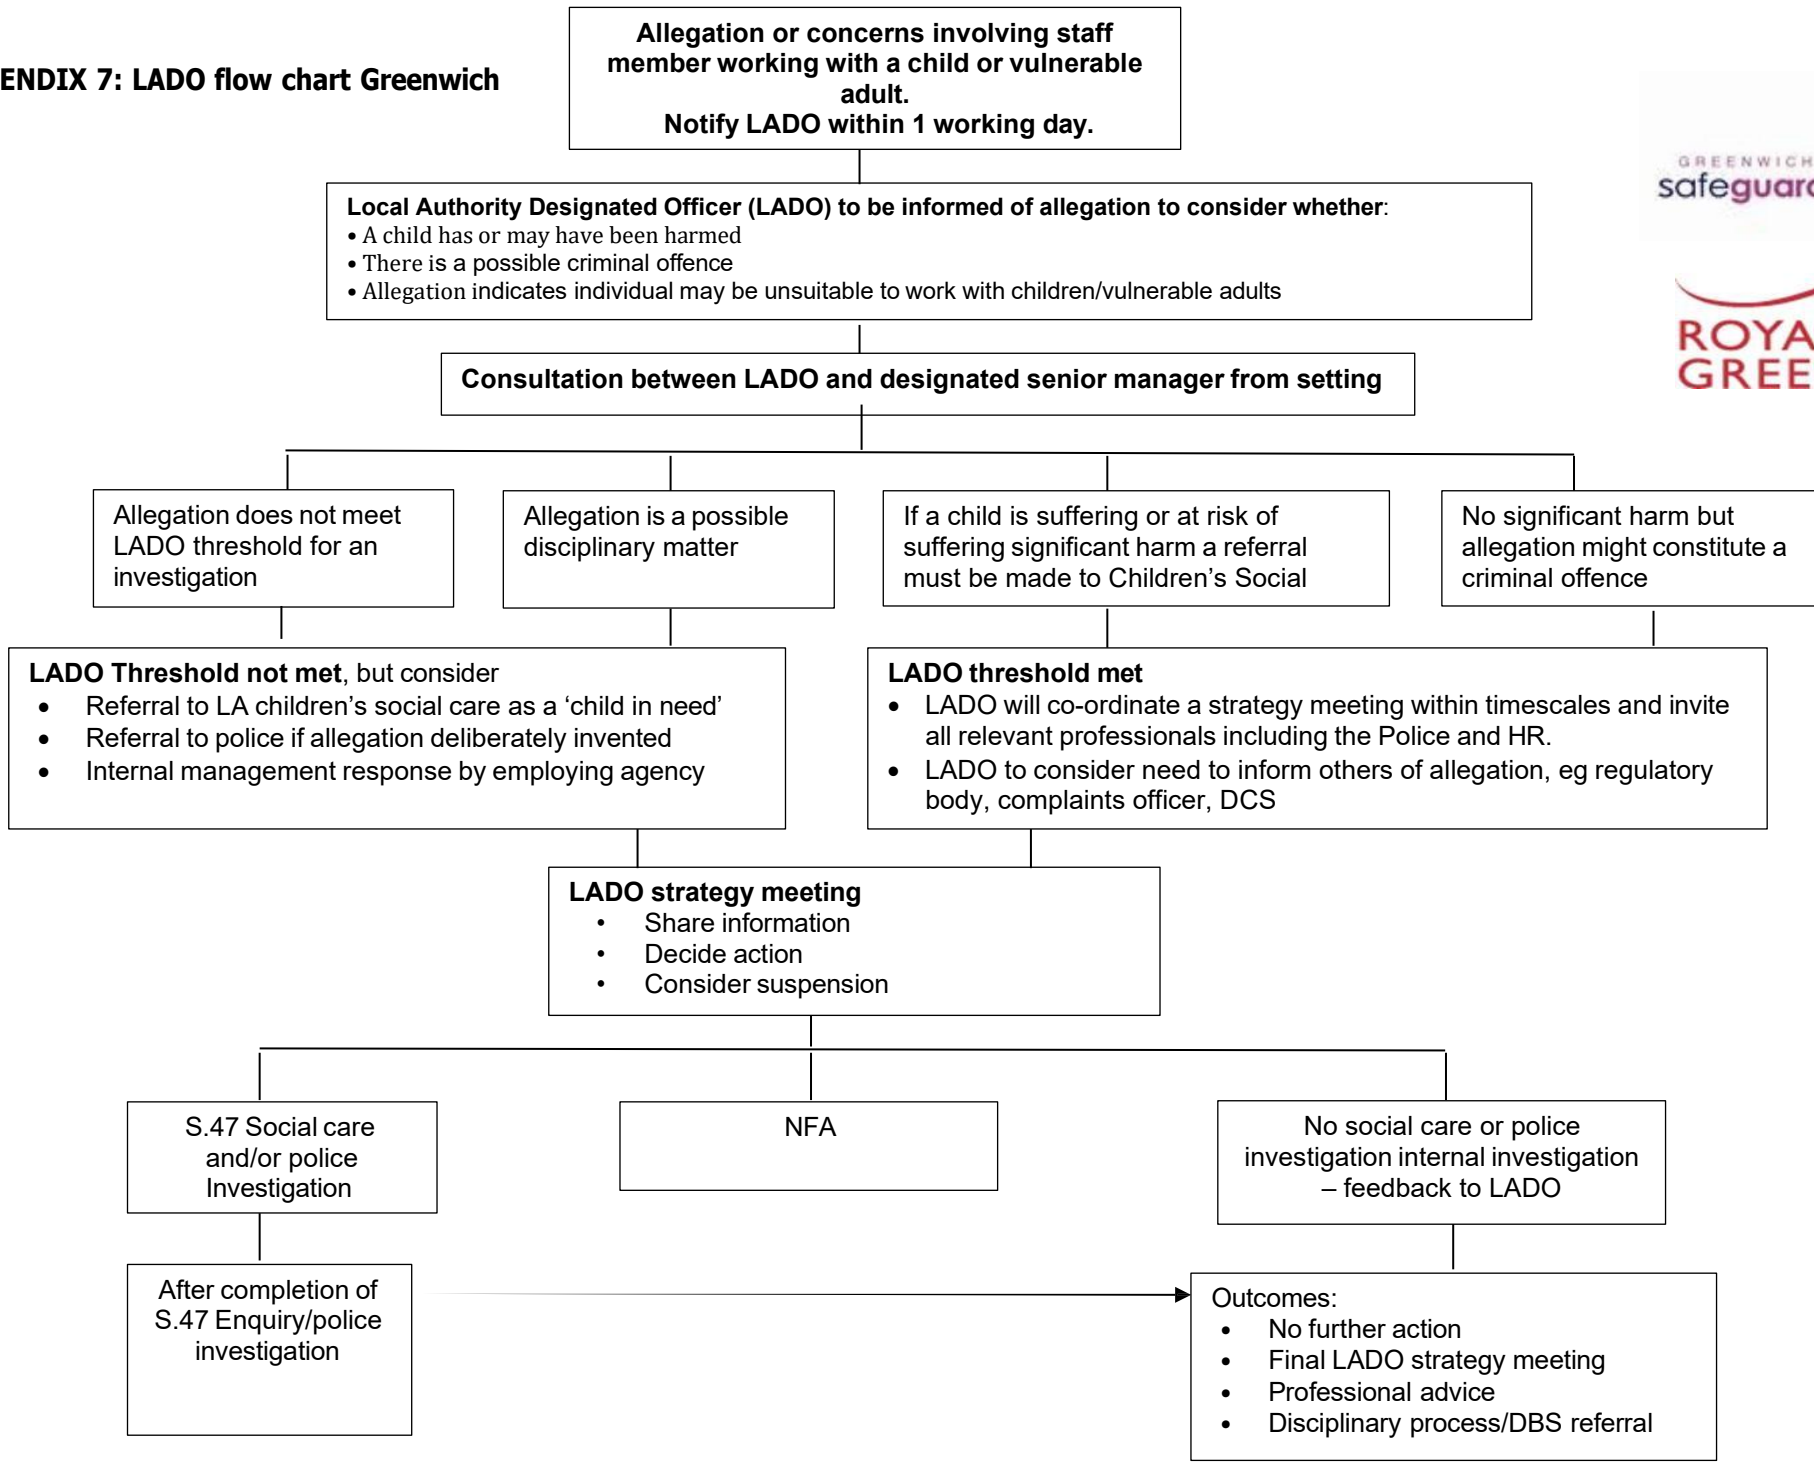 ENDIX 7: LADO flow chart Greenwich
Allegation or concerns involving staff
member working with a child or vulnerable
adult.
Notify LADO within 1 working day.
GREENWICH
safeguard
ROYA
GREE
Local Authority Designated Officer (LADO) to be informed of allegation to consider whether:
• A child has or may have been harmed
• There is a possible criminal offence
• Allegation indicates individual may be unsuitable to work with children/vulnerable adults
Consultation between LADO and designated senior manager from setting
Allegation does not meet
LADO threshold for an
investigation
Allegation is a possible
disciplinary matter
If a child is suffering or at risk of
suffering significant harm a referral
must be made to Children’s Social
No significant harm but
allegation might constitute a
criminal offence
LADO Threshold not met, but consider
• Referral to LA children’s social care as a ‘child in need’
• Referral to police if allegation deliberately invented
• Internal management response by employing agency
LADO threshold met
• LADO will co-ordinate a strategy meeting within timescales and invite
all relevant professionals including the Police and HR.
• LADO to consider need to inform others of allegation, eg regulatory
body, complaints officer, DCS
LADO strategy meeting
• Share information
• Decide action
• Consider suspension
S.47 Social care
and/or police
Investigation
NFA
No social care or police
investigation internal investigation
– feedback to LADO
After completion of
S.47 Enquiry/police
investigation
Outcomes:
• No further action
• Final LADO strategy meeting
• Professional advice
• Disciplinary process/DBS referral